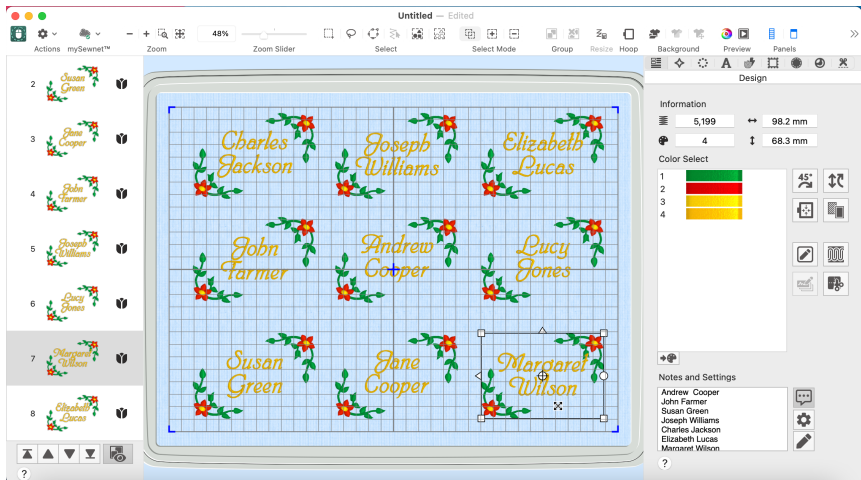 Untitled — Edited
48%
Actions mySewnet™ Zoom Zoom Slider Select Select Mode Group Resize Hoop Background Preview Panels
Design
Information
5,199 98.2 mm
4 68.3 mm
Color Select
1
2
3
4
45°
Notes and Settings
Andrew Cooper
John Farmer
Susan Green
Joseph Williams
Charles Jackson
Elizabeth Lucas
Margaret Wilson
?
2 Susan
Green
3 Jane
Cooper
4 John
Farmer
5 Joseph
Williams
6 Lucy
Jones
7 Margaret
Wilson
8 Elizabeth
Lucas
?
Charles
Jackson
Joseph
Williams
Elizabeth
Lucas
John
Farmer
Andrew
Cooper
Lucy
Jones
Susan
Green
Jane
Cooper
Margaret
Wilson